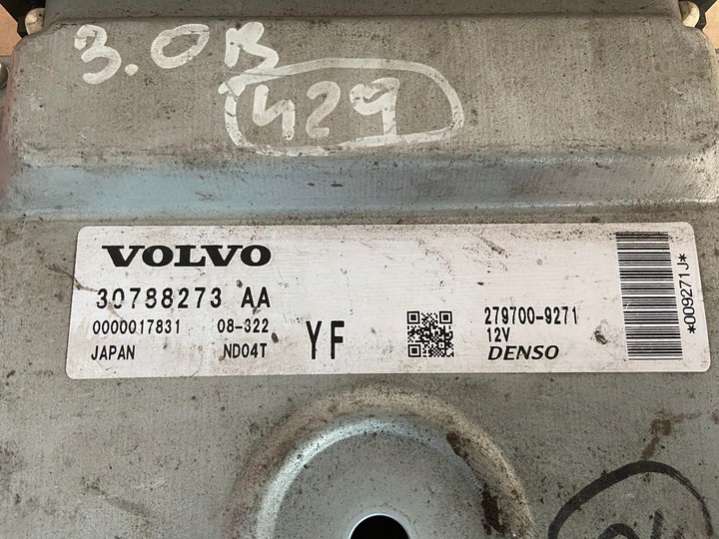 3.0B
429
VOLVO
30788273 AA
0000017831 08-322
JAPAN ND04T
YF
279700-9271
12V
DENSO
*009271J*